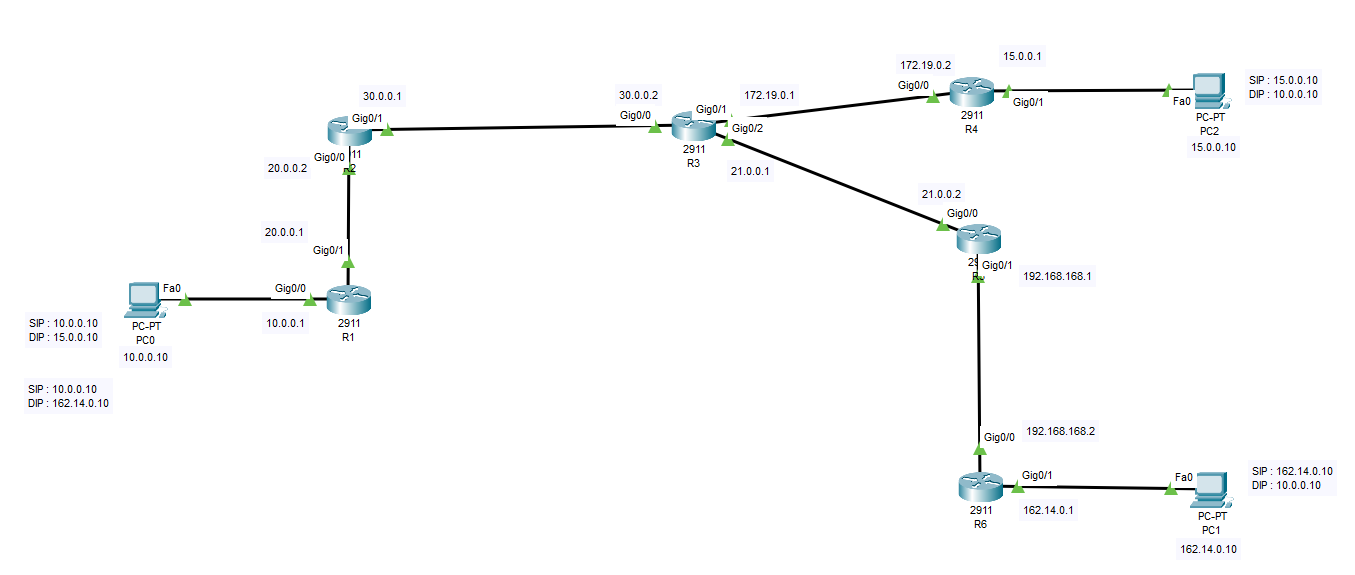 15.0.0.1
172.19.0.2
SIP : 15.0.0.10
DIP : 10.0.0.10
Gig0/0
Gig0/1
Fa0
2911
R4
PC-PT
PC2
15.0.0.10
30.0.0.1
30.0.0.2
172.19.0.1
Gig0/1
Gig0/0
Gig0/1
Gig0/2
2911
R3
21.0.0.1
Gig0/0
11
R2
20.0.0.2
21.0.0.2
Gig0/0
20.0.0.1
Gig0/1
Gig0/1
192.168.168.1
Fa0
Gig0/0
10.0.0.1
2911
R1
SIP : 10.0.0.10
DIP : 15.0.0.10
PC-PT
PC0
10.0.0.10
SIP : 10.0.0.10
DIP : 162.14.0.10
192.168.168.2
Gig0/0
Gig0/1
Fa0
SIP : 162.14.0.10
DIP : 10.0.0.10
2911
R6
162.14.0.1
PC-PT
PC1
162.14.0.10